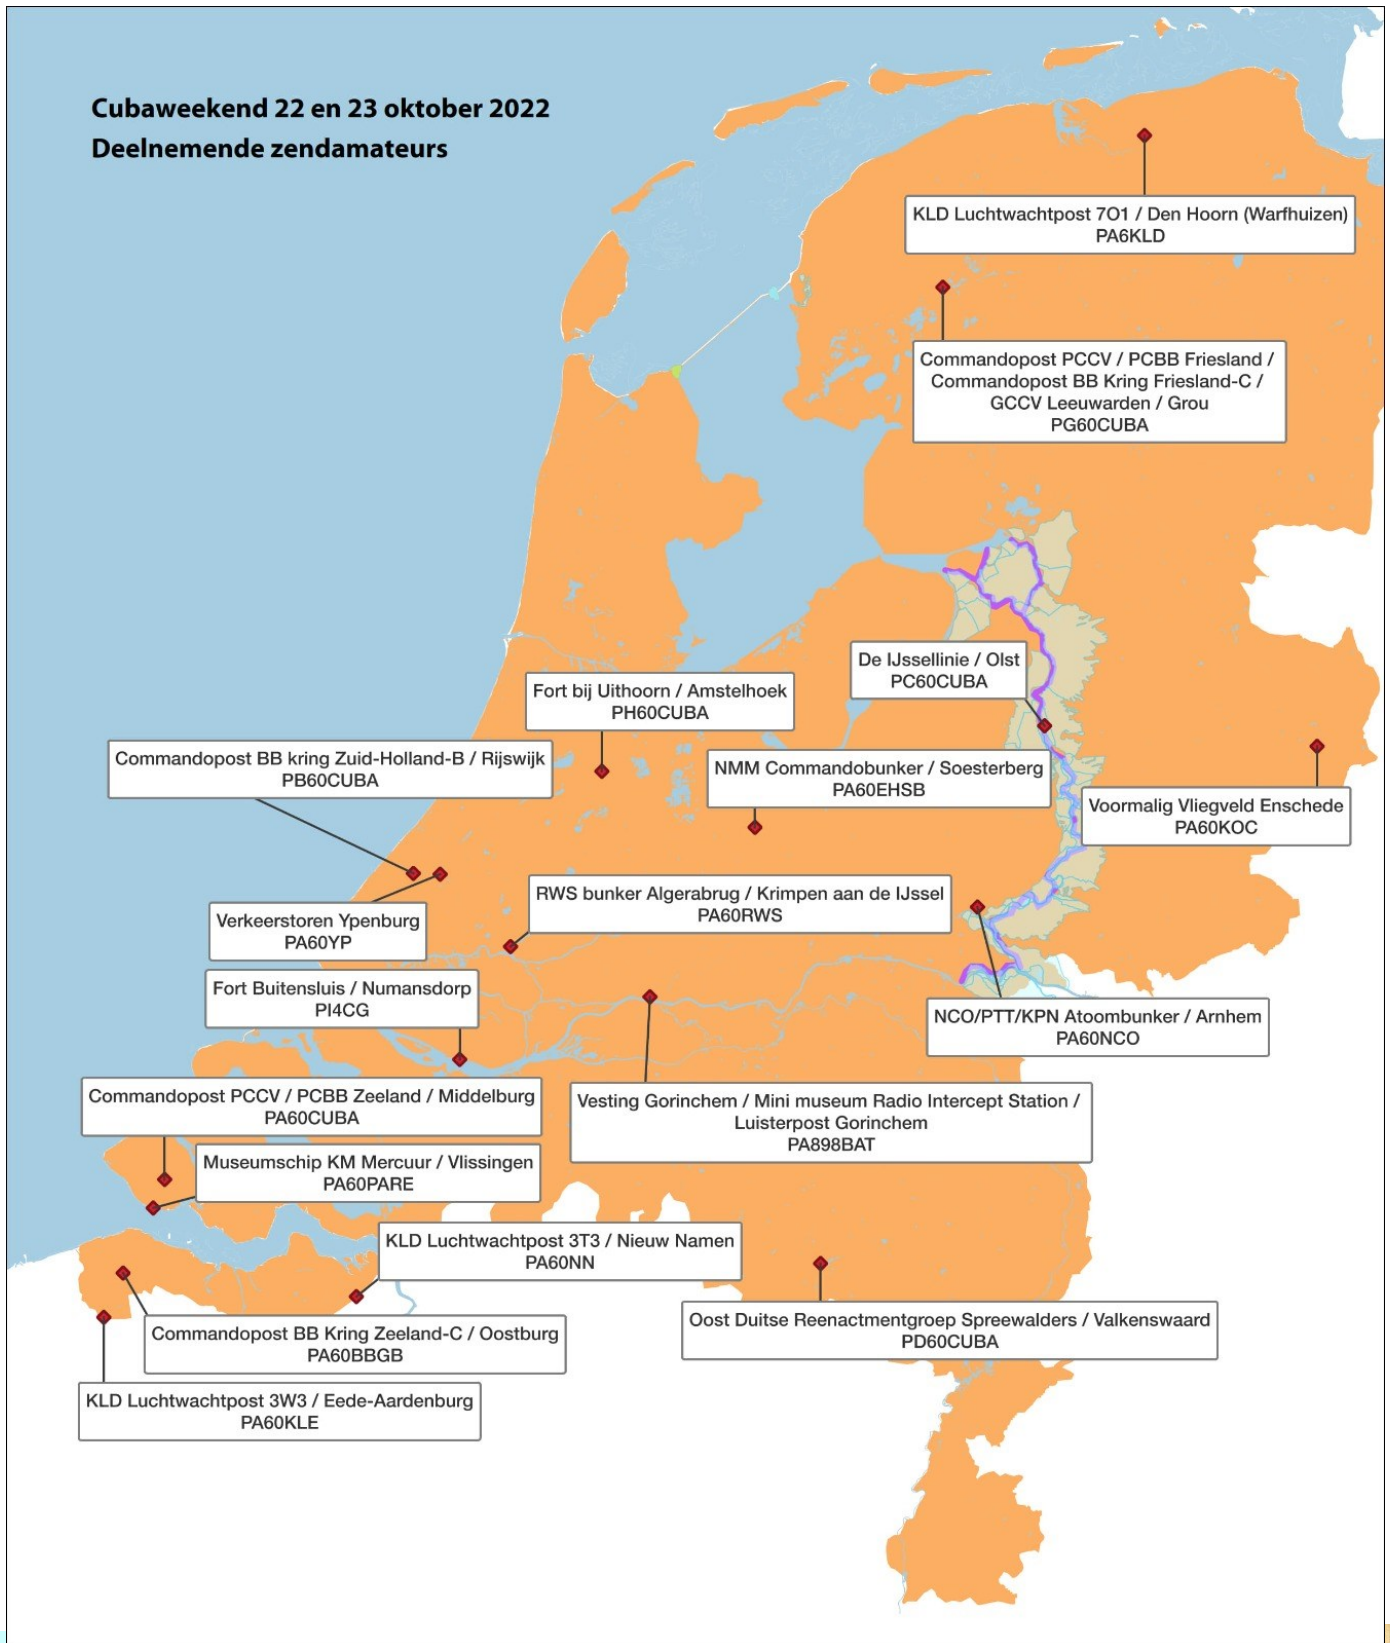 Cubaweekend 22 en 23 oktober 2022
Deelnemende zendamateurs
KLD Luchtwachtpost 7O1 / Den Hoorn (Warfhuizen)
PA6KLD
Commandopost PCCV / PCBB Friesland /
Commandopost BB Kring Friesland-C /
GCCV Leeuwarden / Grou
PG60CUBA
De IJssellinie / Olst
PC60CUBA
Fort bij Uithoorn / Amstelhoek
PH60CUBA
Commandopost BB kring Zuid-Holland-B / Rijswijk
PB60CUBA
NMM Commandobunker / Soesterberg
PA60EHSB
Voormalig Vliegveld Enschede
PA60KOC
RWS bunker Algerabrug / Krimpen aan de IJssel
PA60RWS
Verkeerstoren Ypenburg
PA60YP
Fort Buitensluis / Numansdorp
PI4CG
NCO/PTT/KPN Atoombunker / Arnhem
PA60NCO
Commandopost PCCV / PCBB Zeeland / Middelburg
PA60CUBA
Vesting Gorinchem / Mini museum Radio Intercept Station /
Luisterpost Gorinchem
PA898BAT
Museumschip KM Mercuur / Vlissingen
PA60PARE
KLD Luchtwachtpost 3T3 / Nieuw Namen
PA60NN
Oost Duitse Reenactmentgroep Spreewalders / Valkenswaard
PD60CUBA
Commandopost BB Kring Zeeland-C / Oostburg
PA60BBGB
KLD Luchtwachtpost 3W3 / Eede-Aardenburg
PA60KLE